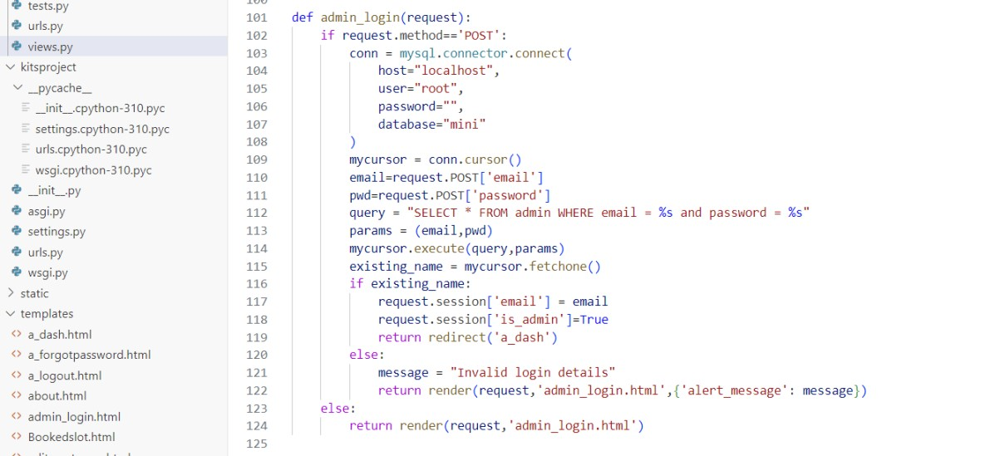 tests.py
urls.py
views.py
kitsproject
__pycache__
__init__.cpython-310.pyc
settings.cpython-310.pyc
urls.cpython-310.pyc
wsgi.cpython-310.pyc
__init__.py
asgi.py
settings.py
urls.py
wsgi.py
static
templates
a_dash.html
a_forgotpassword.html
a_logout.html
about.html
admin_login.html
Bookedslot.html
101 def admin_login(request):
102     if request.method=='POST':
103         conn = mysql.connector.connect(
104             host="localhost",
105             user="root",
106             password="",
107             database="mini"
108         )
109         mycursor = conn.cursor()
110         email=request.POST['email']
111         pwd=request.POST['password']
112         query = "SELECT * FROM admin WHERE email = %s and password = %s"
113         params = (email,pwd)
114         mycursor.execute(query,params)
115         existing_name = mycursor.fetchone()
116         if existing_name:
117             request.session['email'] = email
118             request.session['is_admin']=True
119             return redirect('a_dash')
120         else:
121             message = "Invalid login details"
122             return render(request,'admin_login.html',{'alert_message': message})
123     else:
124         return render(request,'admin_login.html')
125